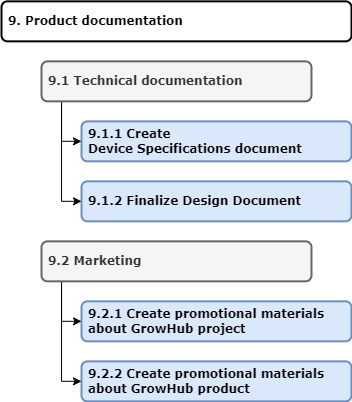 9. Product documentation
9.1 Technical documentation
9.1.1 Create
Device Specifications document
9.1.2 Finalize Design Document
9.2 Marketing
9.2.1 Create promotional materials
about GrowHub project
9.2.2 Create promotional materials
about GrowHub product